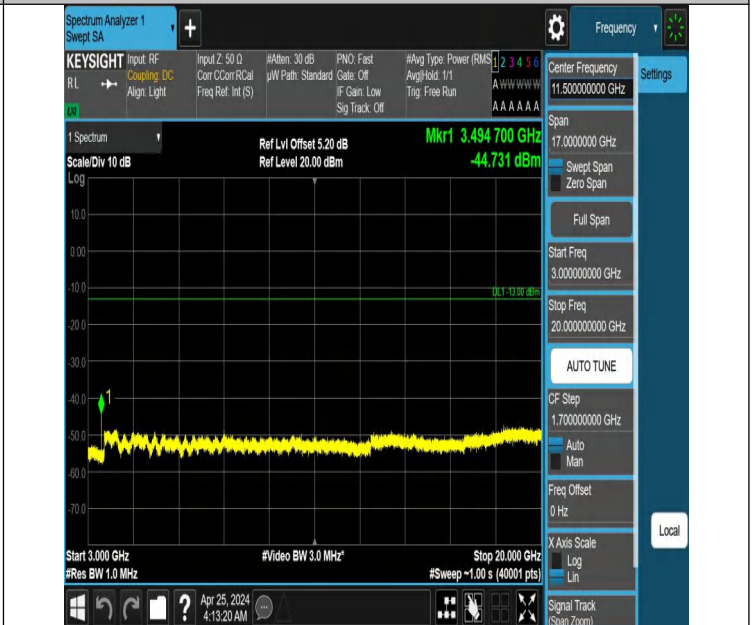 Spectrum Analyzer 1
Swept SA
+
Frequency
KEYSIGHT
RL
LXI
Input: RF
Coupling: DC
Align: Light
Input Z: 50 Ω
Corr CCorr RCal
Freq Ref: Int (S)
#Atten: 30 dB
µW Path: Standard
PNO: Fast
Gate: Off
IF Gain: Low
Sig Track: Off
#Avg Type: Power (RMS
Avg|Hold: 1/1
Trig: Free Run
1 2 3 4 5 6
A W W W W W
A A A A A A
1 Spectrum
Scale/Div 10 dB
Log
Ref Lvl Offset 5.20 dB
Ref Level 20.00 dBm
Mkr1 3.494 700 GHz
-44.731 dBm
10.0
0.00
-10.0
DL1 -13.00 dBm
-20.0
-30.0
-40.0
1
-50.0
-60.0
-70.0
Start 3.000 GHz
#Res BW 1.0 MHz
#Video BW 3.0 MHz*
Stop 20.000 GHz
#Sweep ~1.00 s (40001 pts)
?
Apr 25, 2024
4:13:20 AM
Center Frequency
11.500000000 GHz
Span
17.0000000 GHz
Swept Span
Zero Span
Full Span
Start Freq
3.000000000 GHz
Stop Freq
20.000000000 GHz
AUTO TUNE
CF Step
1.700000000 GHz
Auto
Man
Freq Offset
0 Hz
X Axis Scale
Log
Lin
Signal Track
(Span Zoom)
Settings
Local